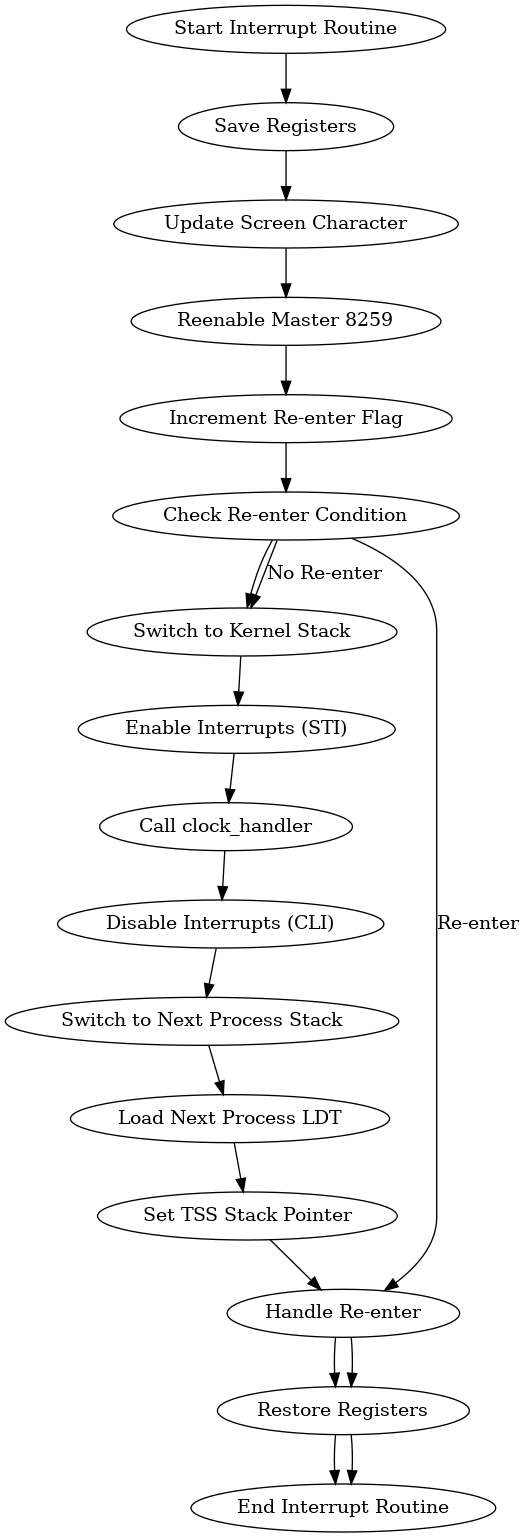 Start Interrupt Routine
Save Registers
Update Screen Character
Reenable Master 8259
Increment Re-enter Flag
Check Re-enter Condition
No Re-enter
Switch to Kernel Stack
Enable Interrupts (STI)
Call clock_handler
Disable Interrupts (CLI)
Re-enter
Switch to Next Process Stack
Load Next Process LDT
Set TSS Stack Pointer
Handle Re-enter
Restore Registers
End Interrupt Routine